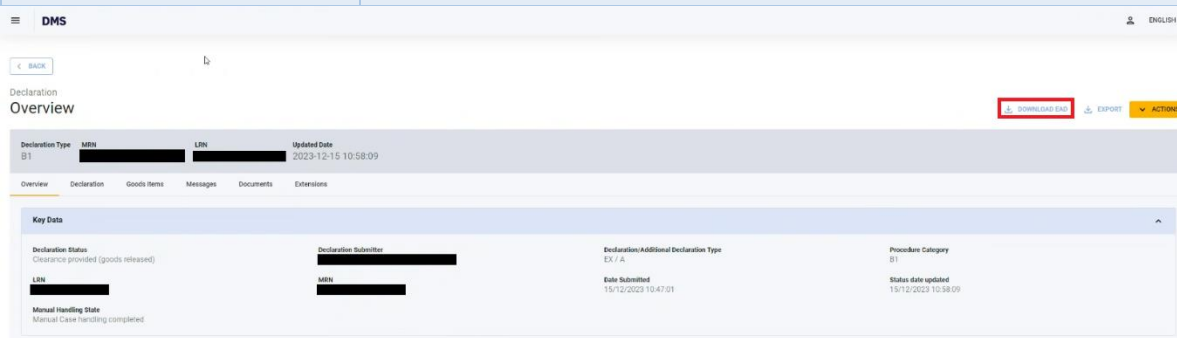 DMS
ENGLISH
BACK
Declaration
Overview
DOWNLOAD EAD
EXPORT
ACTIONS
Declaration Type MRN LRN Updated Date
B1 2023-12-15 10:58:09
Overview Declaration Goods Items Messages Documents Extensions
Key Data
Declaration Status Declaration Submitter Declaration/Additional Declaration Type Procedure Category
Clearance provided (goods released) EX / A B1
LRN MRN Date Submitted Status date updated
15/12/2023 10:47:01 15/12/2023 10:58:09
Manual Handling State
Manual Case handling completed